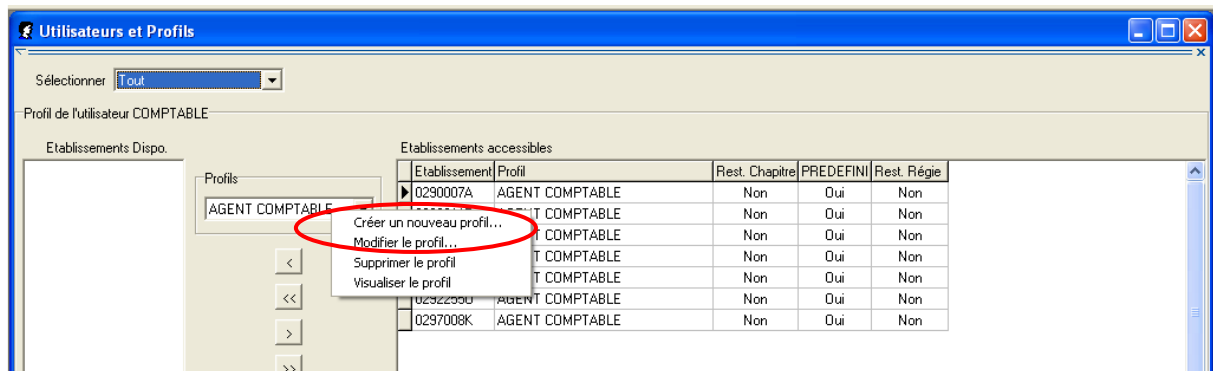 Utilisateurs et Profils
Sélectionner Tout
Profil de l'utilisateur COMPTABLE
Etablissements Dispo.
Etablissements accessibles
Profils
AGENT COMPTABLE
Etablissement Profil Rest. Chapitre PREDEFINI Rest. Régie
0290007A AGENT COMPTABLE Non Oui Non
T COMPTABLE Non Oui Non
T COMPTABLE Non Oui Non
T COMPTABLE Non Oui Non
T COMPTABLE Non Oui Non
AGENT COMPTABLE Non Oui Non
0297008K AGENT COMPTABLE Non Oui Non
Créer un nouveau profil...
Modifier le profil...
Supprimer le profil
Visualiser le profil
<
<<
>
>>